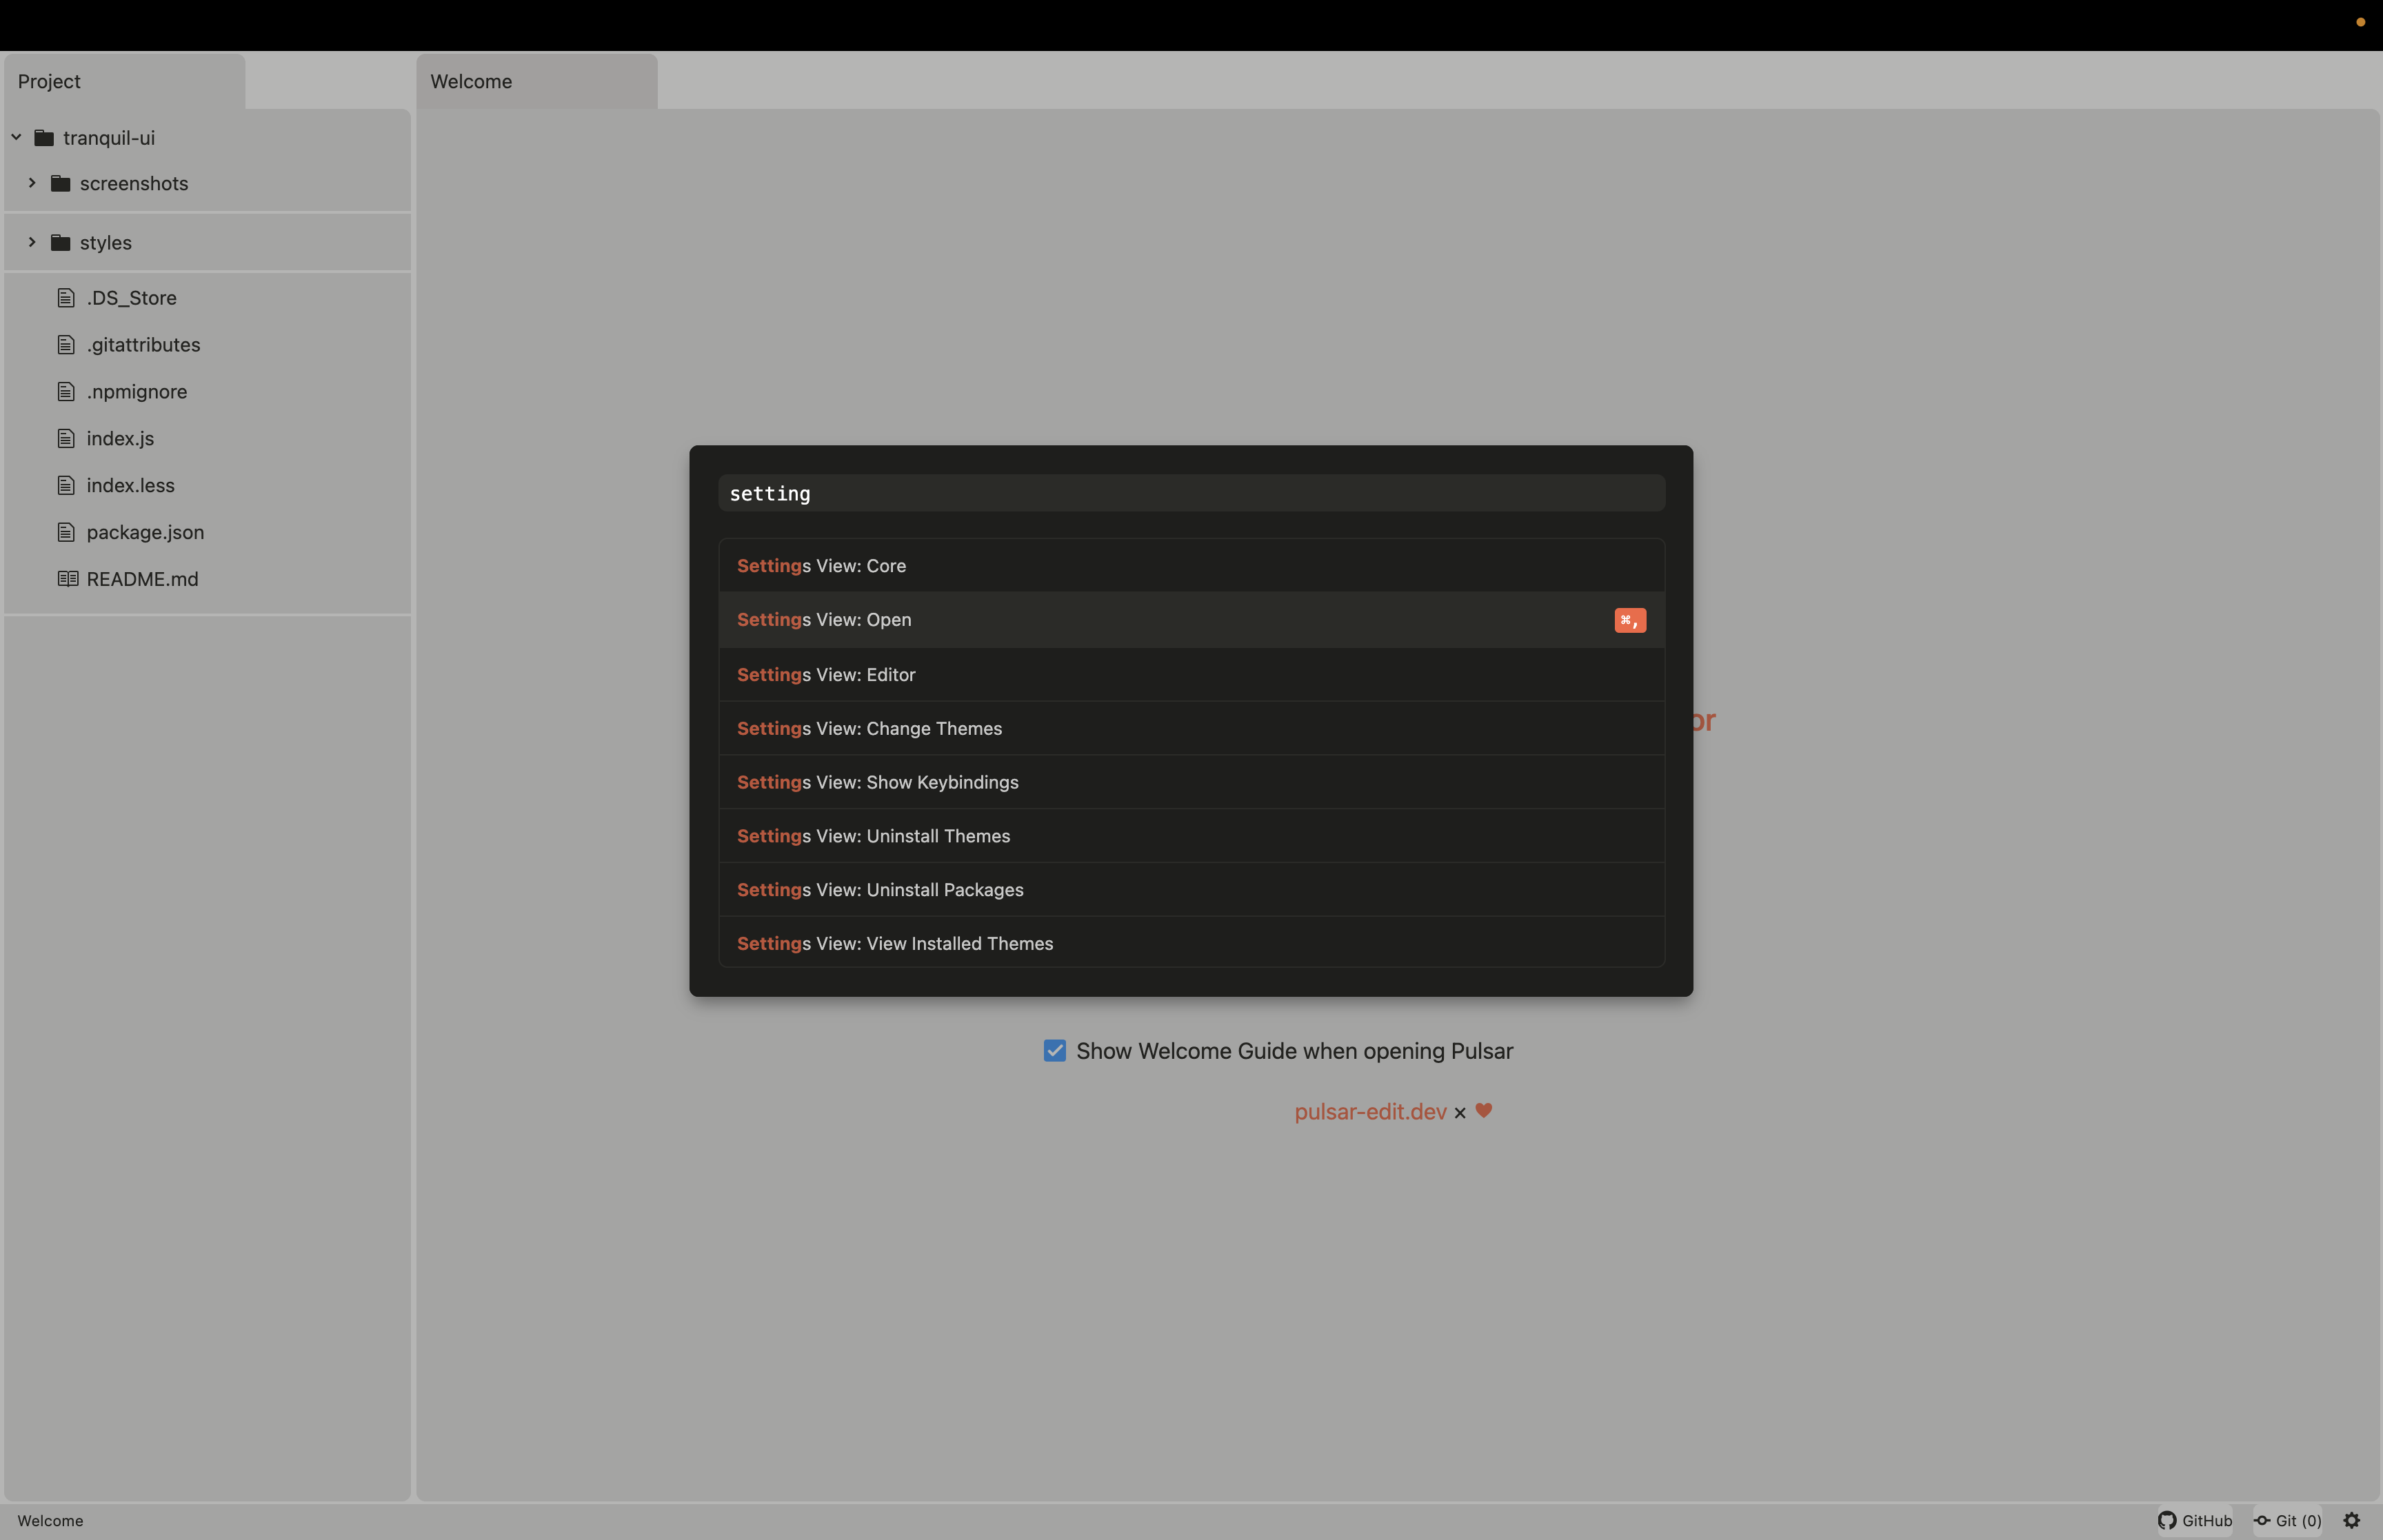 Project
Welcome
tranquil-ui
screenshots
styles
.DS_Store
.gitattributes
.npmignore
index.js
index.less
package.json
README.md
setting
Settings View: Core
Settings View: Open
⌘,
Settings View: Editor
Settings View: Change Themes
Settings View: Show Keybindings
Settings View: Uninstall Themes
Settings View: Uninstall Packages
Settings View: View Installed Themes
Show Welcome Guide when opening Pulsar
pulsar-edit.dev × ♥
Welcome
GitHub
Git (0)